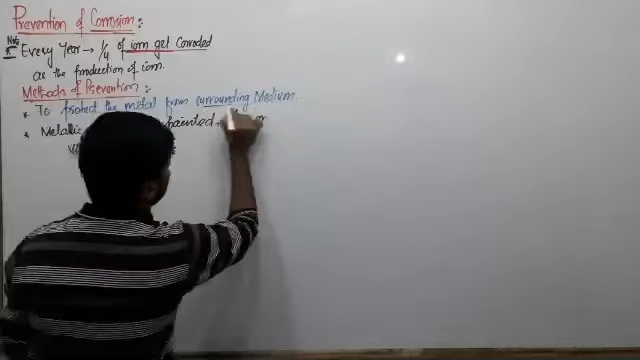 Prevention of Corrosion :
Note
* Every Year → 1/4 of iron get Corroded
as the production of iron.
Methods of Prevention :
* To Protect the metal from surrounding Medium.
* Metallic painted or